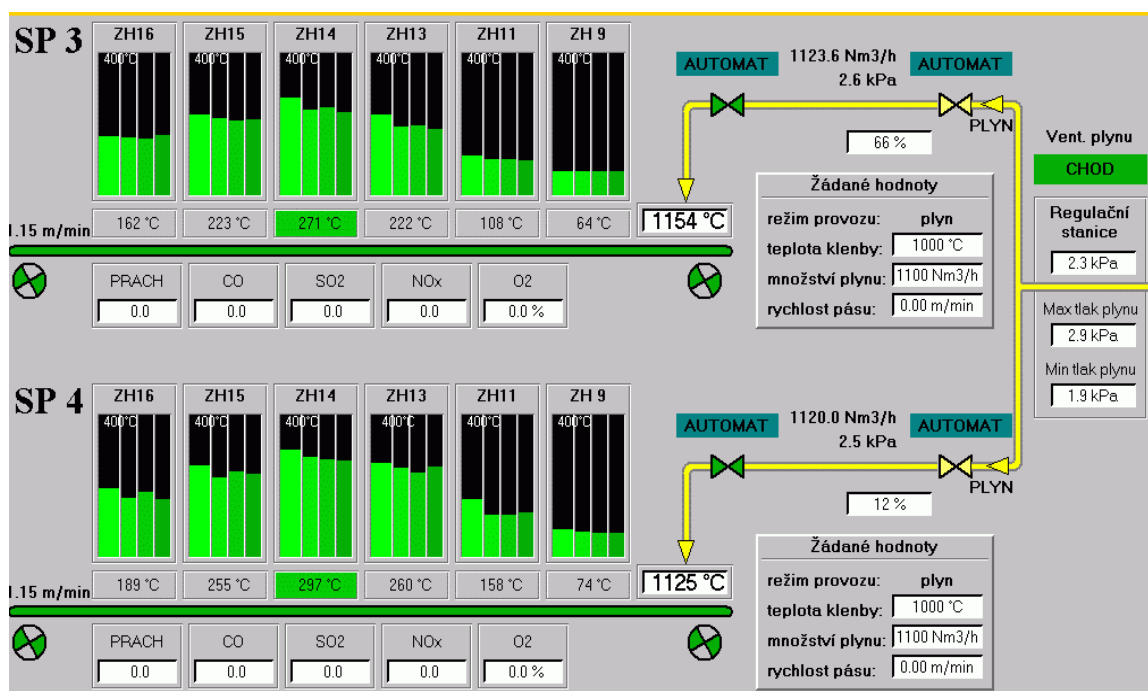 SP 3
ZH16 ZH15 ZH14 ZH13 ZH11 ZH 9
400°C 400°C 400°C 400°C 400°C 400°C
162 °C 223 °C 271 °C 222 °C 108 °C 64 °C 1154 °C
1.15 m/min
PRACH CO SO2 NOx O2
0.0 0.0 0.0 0.0 0.0 %
AUTOMAT 1123.6 Nm3/h AUTOMAT
2.6 kPa
PLYN
66 %
Žádané hodnoty
režim provozu: plyn
teplota klenby: 1000 °C
množství plynu: 1100 Nm3/h
rychlost pásu: 0.00 m/min
Vent. plynu
CHOD
Regulační
stanice
2.3 kPa
Max tlak plynu
2.9 kPa
Min tlak plynu
1.9 kPa
SP 4
ZH16 ZH15 ZH14 ZH13 ZH11 ZH 9
400°C 400°C 400°C 400°C 400°C 400°C
189 °C 255 °C 297 °C 260 °C 158 °C 74 °C 1125 °C
1.15 m/min
PRACH CO SO2 NOx O2
0.0 0.0 0.0 0.0 0.0 %
AUTOMAT 1120.0 Nm3/h AUTOMAT
2.5 kPa
PLYN
12 %
Žádané hodnoty
režim provozu: plyn
teplota klenby: 1000 °C
množství plynu: 1100 Nm3/h
rychlost pásu: 0.00 m/min